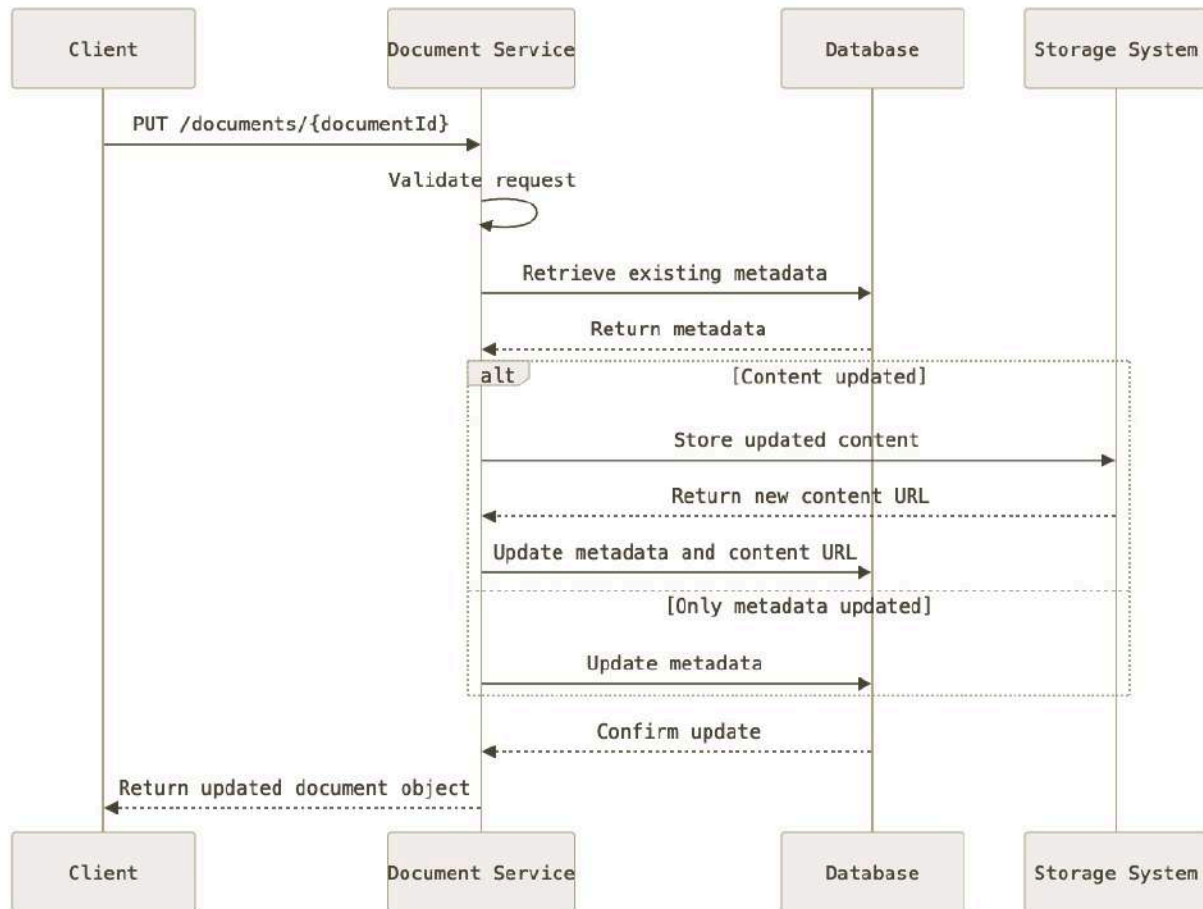 Client
Document Service
Database
Storage System
PUT /documents/{documentId}
Validate request
Retrieve existing metadata
Return metadata
alt
[Content updated]
Store updated content
Return new content URL
Update metadata and content URL
[Only metadata updated]
Update metadata
Confirm update
Return updated document object
Client
Document Service
Database
Storage System